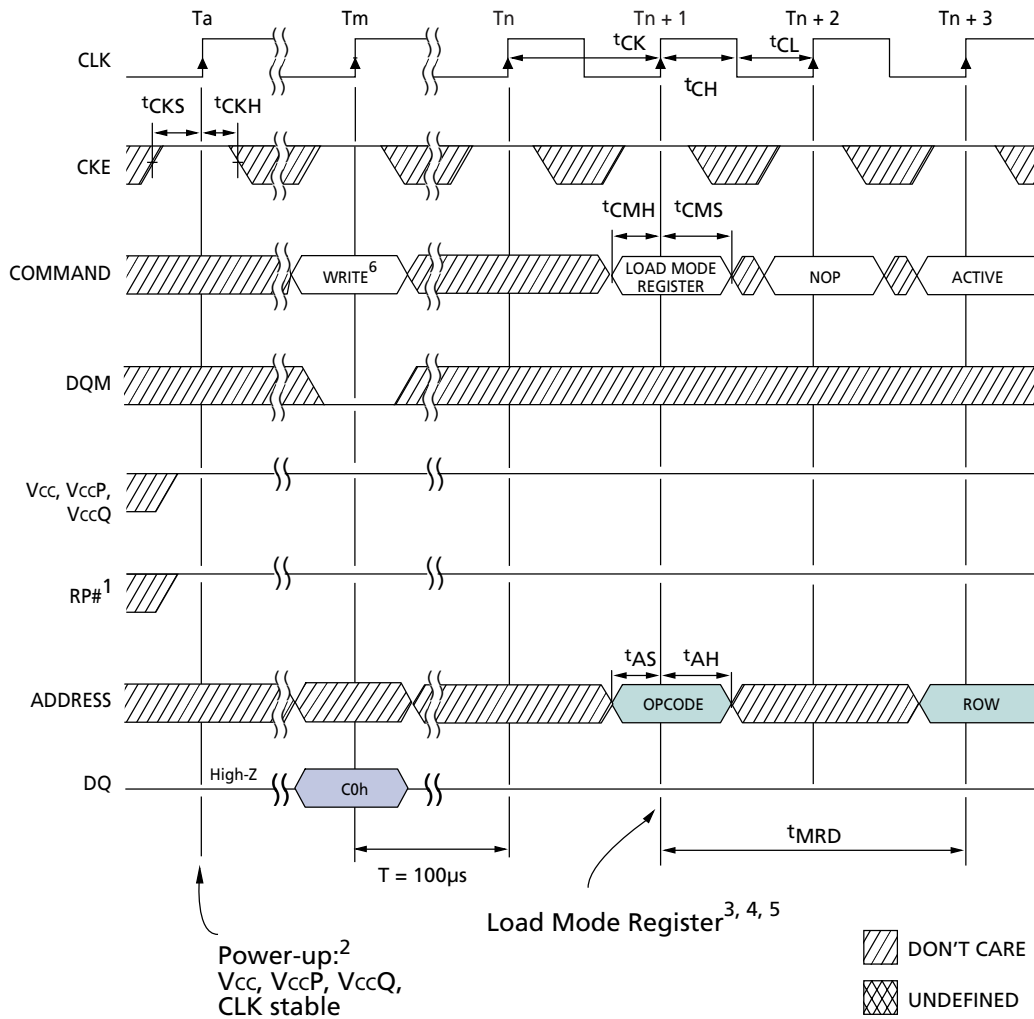 Ta Tm Tn Tn + 1 Tn + 2 Tn + 3
CLK
tCK tCL
tCH
tCKS tCKH
CKE
tCMH tCMS
COMMAND
WRITE6
LOAD MODE
REGISTER
NOP
ACTIVE
DQM
Vcc, VccP,
VccQ
RP#1
tAS tAH
ADDRESS
OPCODE
ROW
DQ
High-Z
C0h
tMRD
T = 100µs
Load Mode Register3, 4, 5
Power-up:2
Vcc, VccP, VccQ,
CLK stable
DON'T CARE
UNDEFINED